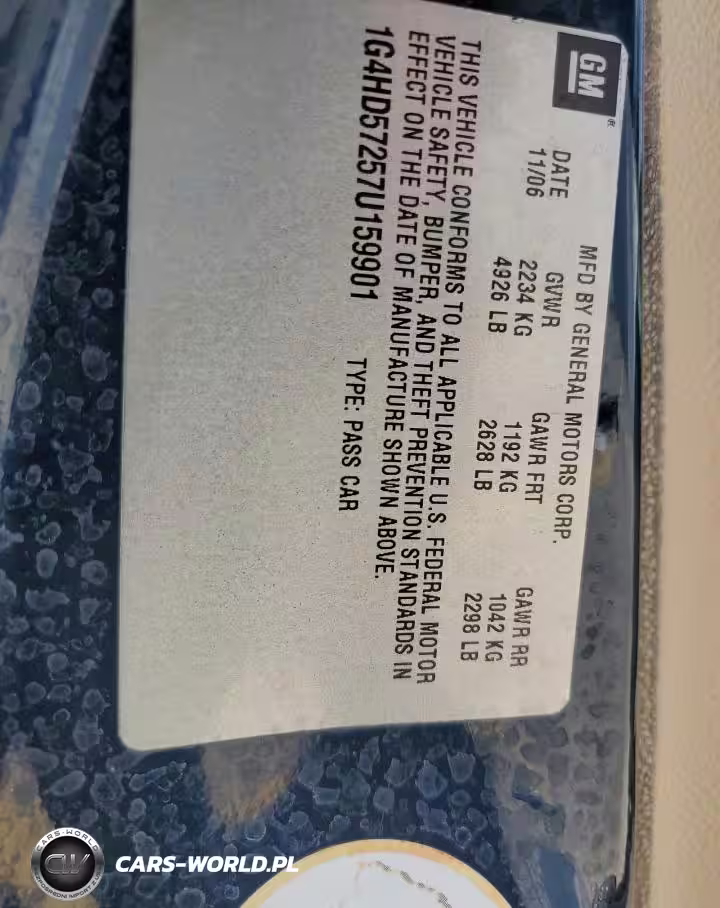 GM®
MFD BY GENERAL MOTORS CORP.
DATE GVWR GAWR FRT GAWR RR
11/06 2234 KG 1192 KG 1042 KG
4926 LB 2628 LB 2298 LB
THIS VEHICLE CONFORMS TO ALL APPLICABLE U.S. FEDERAL MOTOR
VEHICLE SAFETY, BUMPER, AND THEFT PREVENTION STANDARDS IN
EFFECT ON THE DATE OF MANUFACTURE SHOWN ABOVE.
1G4HD57257U159901 TYPE: PASS CAR
CARS-WORLD
CW
CARS-WORLD.PL